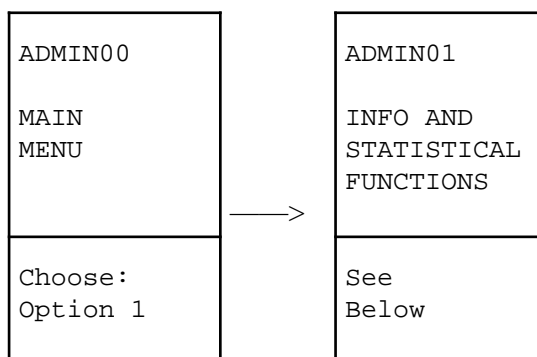 ADMIN00
MAIN
MENU
Choose:
Option 1
ADMIN01
INFO AND
STATISTICAL
FUNCTIONS
See
Below